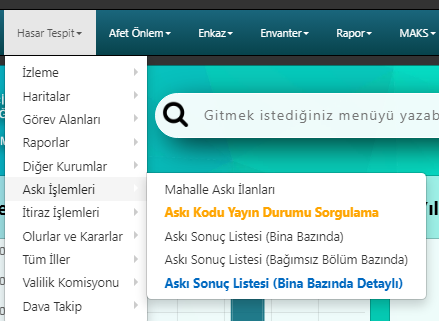 Hasar Tespit
Afet Önlem
Enkaz
Envanter
Rapor
MAKS
İzleme
Haritalar
Görev Alanları
Raporlar
Diğer Kurumlar
Askı İşlemleri
İtiraz İşlemleri
Olurlar ve Kararlar
Tüm İller
Valilik Komisyonu
Dava Takip
Gitmek istediğiniz menüyü yazab
Mahalle Askı İlanları
Askı Kodu Yayın Durumu Sorgulama
Askı Sonuç Listesi (Bina Bazında)
Askı Sonuç Listesi (Bağımsız Bölüm Bazında)
Askı Sonuç Listesi (Bina Bazında Detaylı)